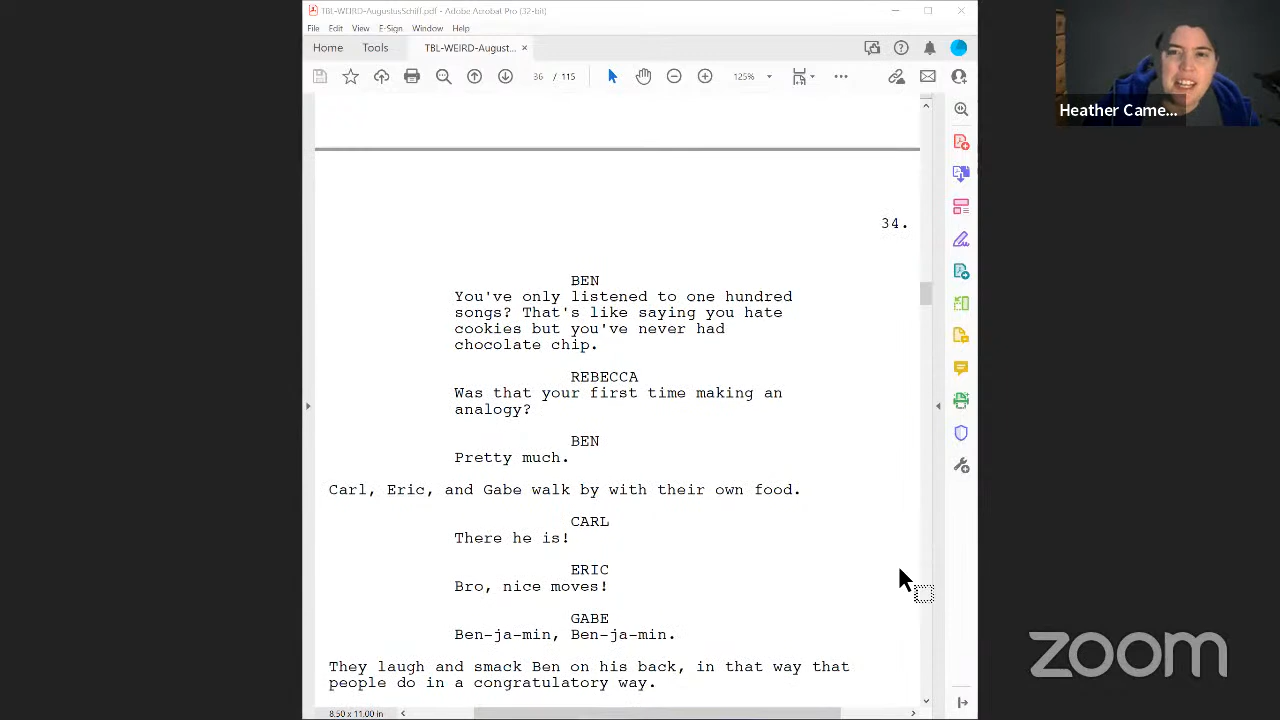 TBL-WEIRD-AugustusSchiff.pdf - Adobe Acrobat Pro (32-bit)
File Edit View E-Sign Window Help
Home Tools TBL-WEIRD-August... ×
36 / 115 125%
Heather Came...
34.
BEN
You've only listened to one hundred
songs? That's like saying you hate
cookies but you've never had
chocolate chip.
REBECCA
Was that your first time making an
analogy?
BEN
Pretty much.
Carl, Eric, and Gabe walk by with their own food.
CARL
There he is!
ERIC
Bro, nice moves!
GABE
Ben-ja-min, Ben-ja-min.
They laugh and smack Ben on his back, in that way that
people do in a congratulatory way.
8.50 x 11.00 in
zoom